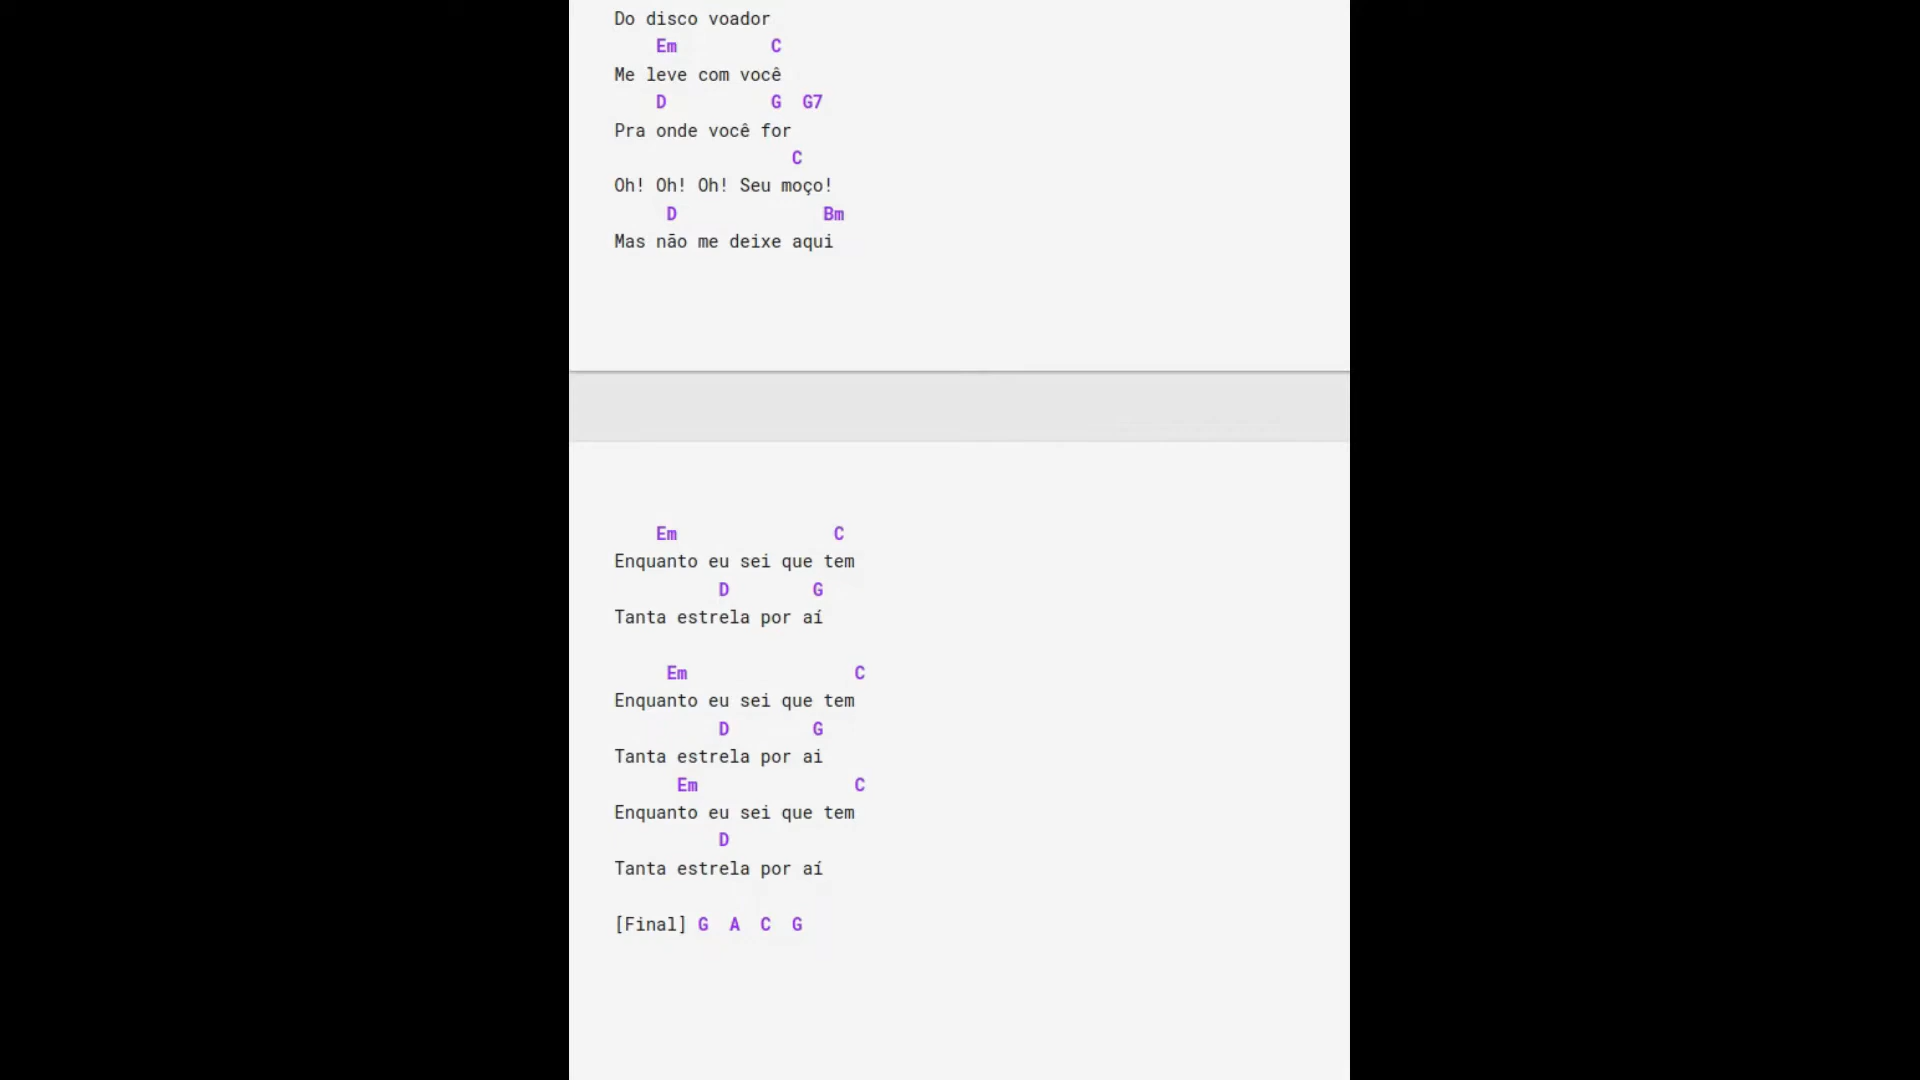 Do disco voador
Em C
Me leve com você
D G G7
Pra onde você for
C
Oh! Oh! Oh! Seu moço!
D Bm
Mas não me deixe aqui
Em C
Enquanto eu sei que tem
D G
Tanta estrela por aí
Em C
Enquanto eu sei que tem
D G
Tanta estrela por ai
Em C
Enquanto eu sei que tem
D
Tanta estrela por aí
[Final] G A C G